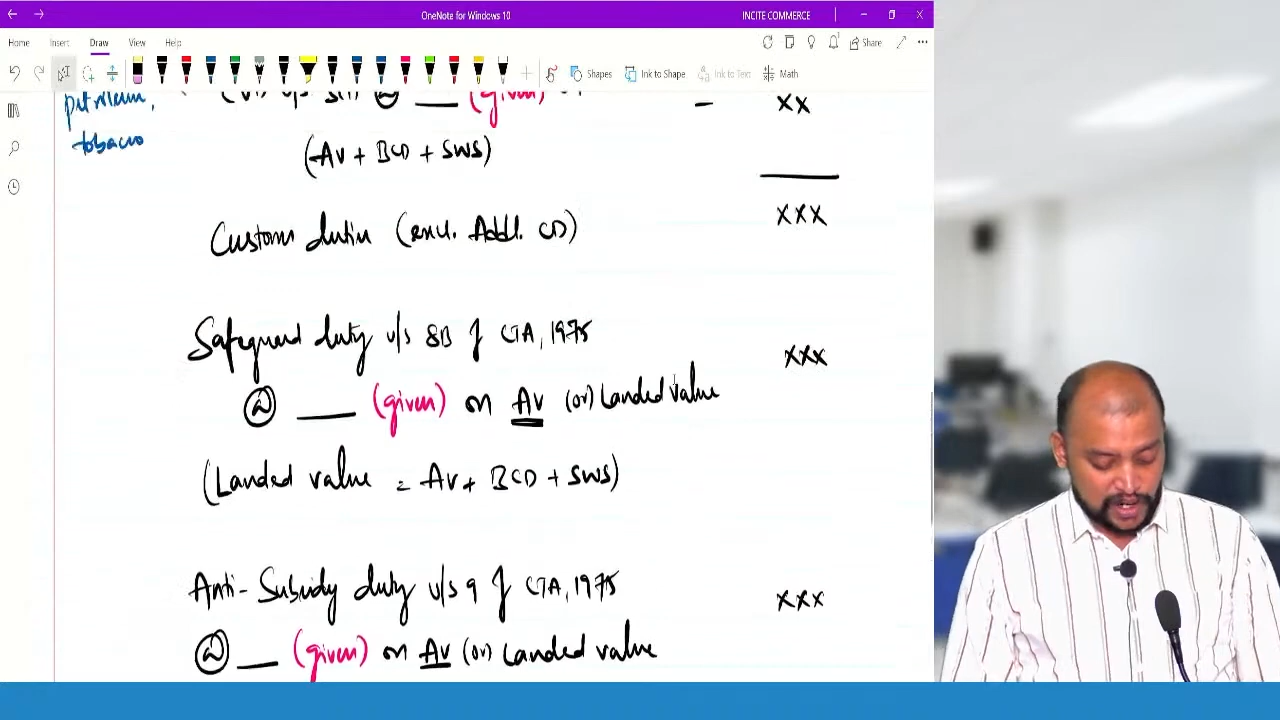 OneNote for Windows 10
INCITE COMMERCE
Home Insert Draw View Help
Share
Shapes
Ink to Shape
Ink to Text
Math
petroleum,
tobacco
(given)
- XX
(AV + BCD + SWS)
Custom duties (excl. Addl. CD) XXX
Safeguard duty u/s 8B of CTA, 1975 XXX
@ ___ (given) on AV (or) Landed value
(Landed value = AV + BCD + SWS)
Anti-Subsidy duty u/s 9 of CTA, 1975 XXX
@ ___ (given) on AV (or) Landed value